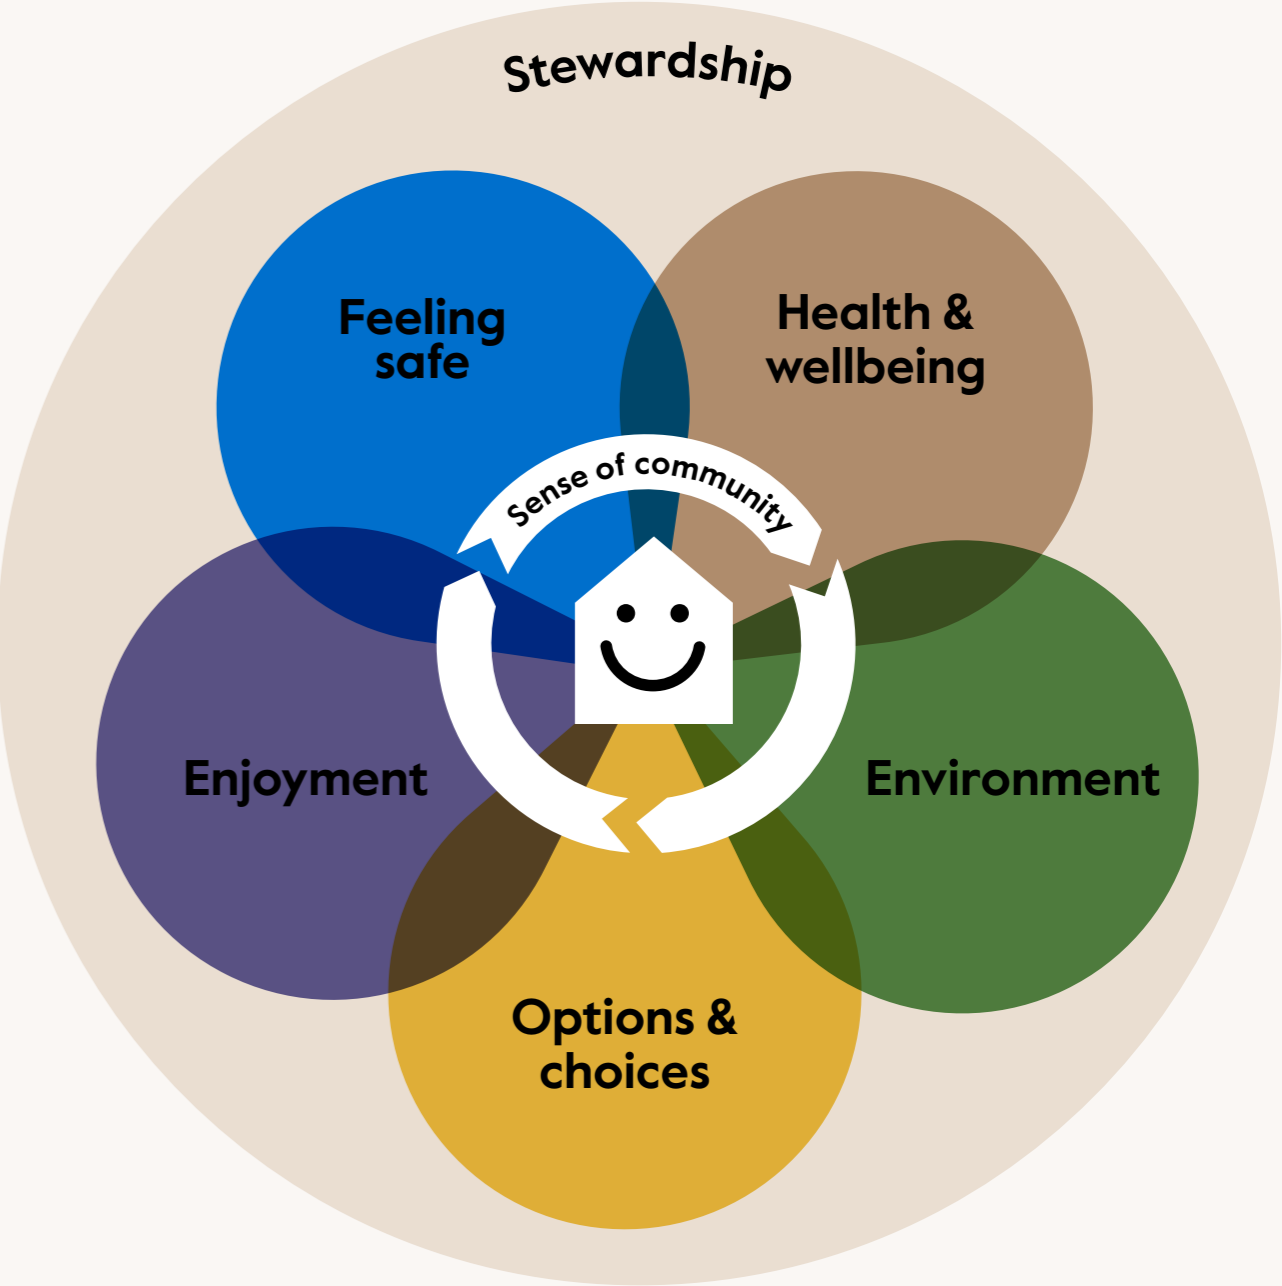 Stewardship
Feeling
safe
Health &
wellbeing
Sense of community
Enjoyment
Environment
Options &
choices